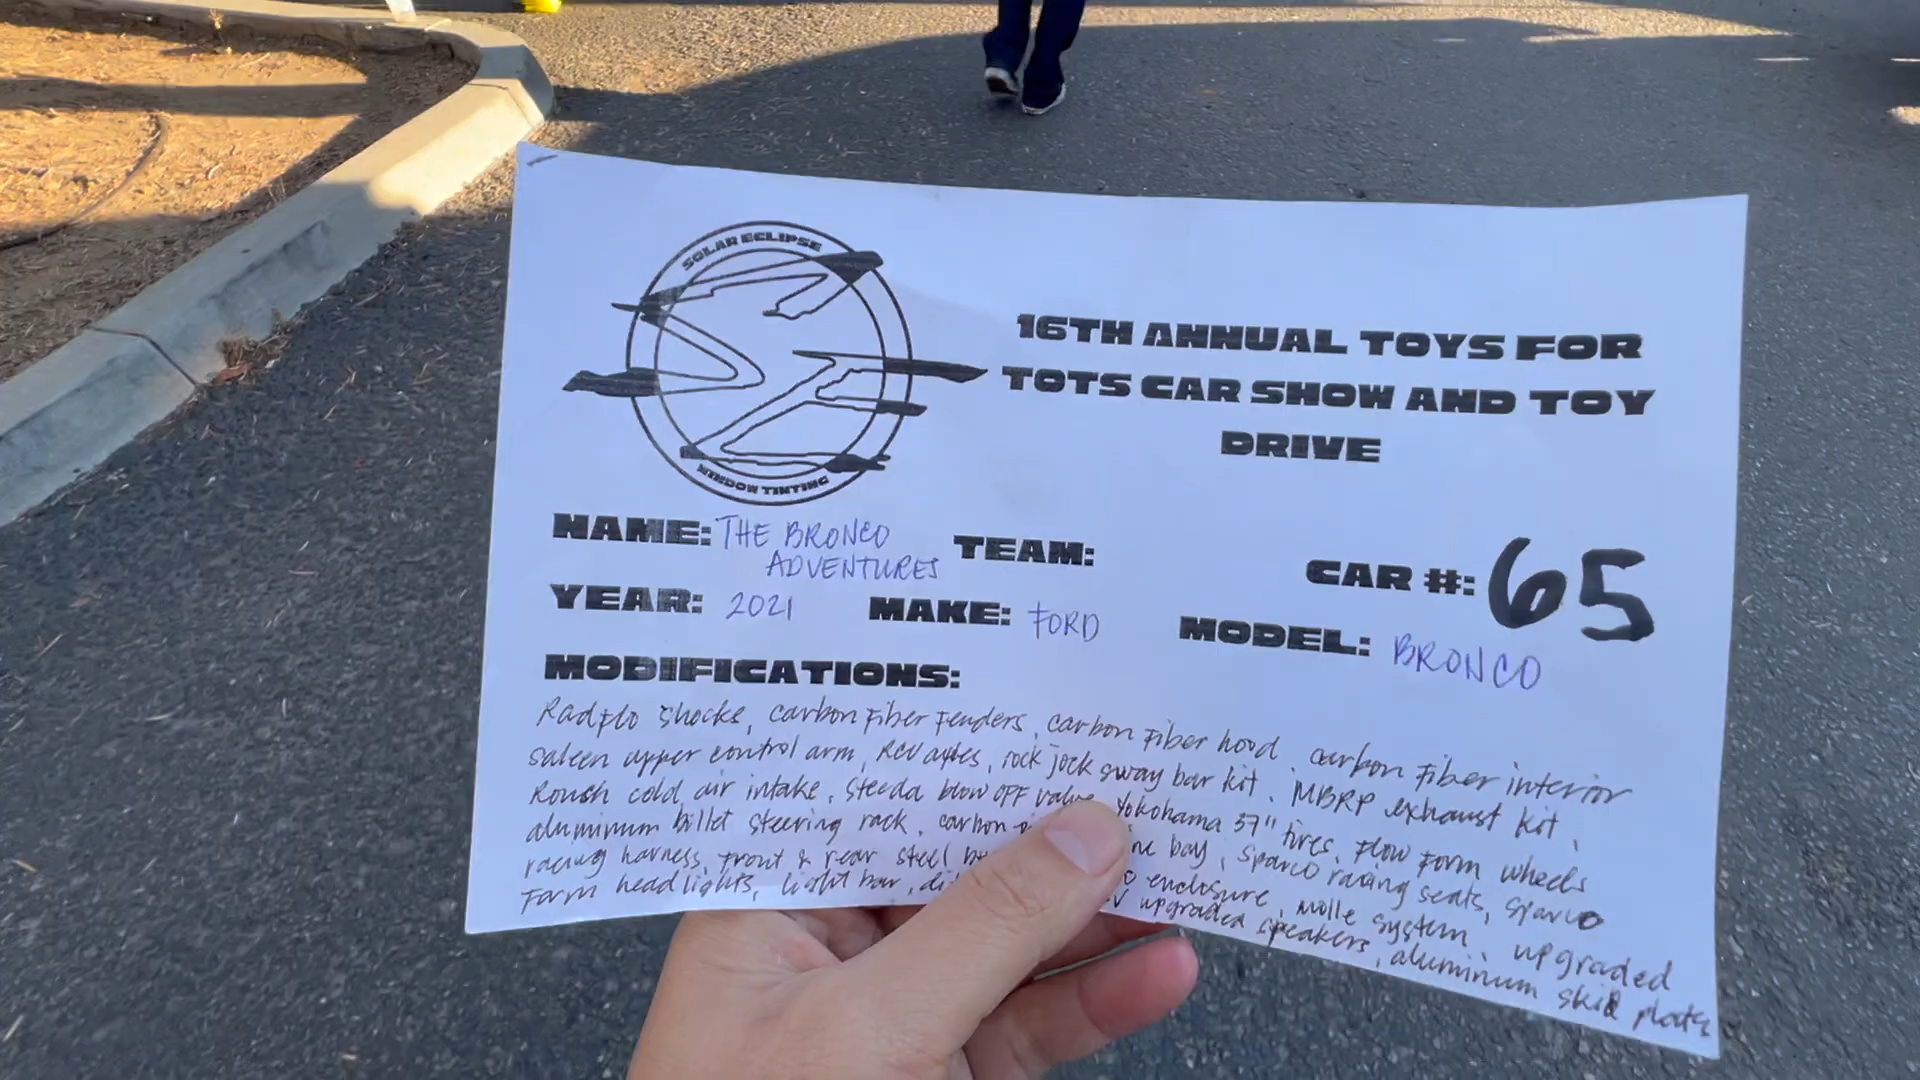 SOLAR ECLIPSE
WINDOW TINTING
16TH ANNUAL TOYS FOR
TOTS CAR SHOW AND TOY
DRIVE
NAME: THE BRONCO
ADVENTURES
TEAM:
CAR #: 65
YEAR: 2021 MAKE: FORD MODEL: BRONCO
MODIFICATIONS:
Radflo shocks, carbon fiber fenders, carbon fiber hood, carbon fiber interior
saleen upper control arm, RCV axles, rock jock sway bar kit, MBRP exhaust kit,
Roush cold air intake, steeda blow off valve, Yokohama 37" tires, Flow Form wheels
aluminum billet steering rack, carbon bay, sparco racing seats, sparco
racing harness, front & rear steel enclosure, molle system, upgraded
Form headlights, light bar, upgraded speakers, aluminum skid plate